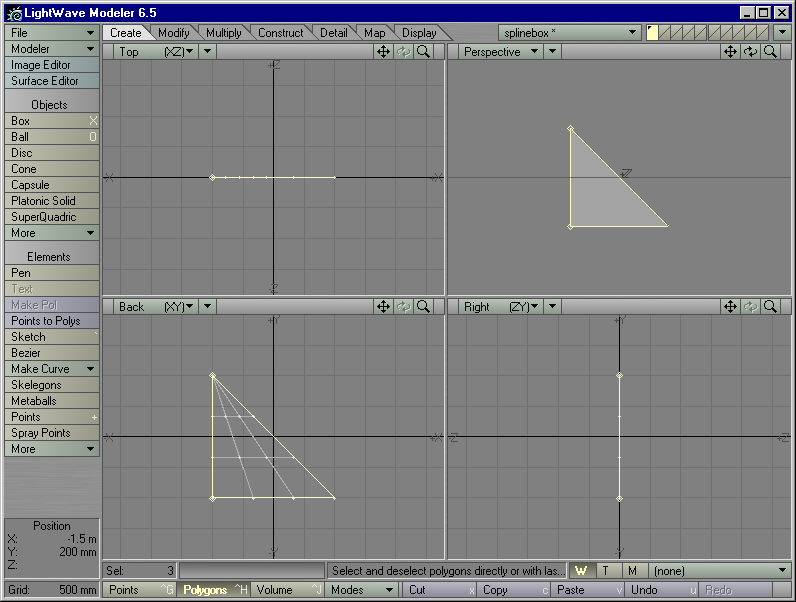 LightWave Modeler 6.5
File
Create Modify Multiply Construct Detail Map Display
splinebox *
Modeler
Top (XZ)
Perspective
Image Editor
Surface Editor
Objects
Box X
Ball O
Disc
Cone
Capsule
Platonic Solid
SuperQuadric
More
Elements
Pen
Text
Make Pol
Points to Polys
Sketch `
Bezier
Make Curve
Skelegons
Metaballs
Points +
Spray Points
More
Back (XY)
Right (ZY)
Position
X: -1.5 m
Y: 200 mm
Z:
Sel: 3
Select and deselect polygons directly or with las...
W T M (none)
Grid: 500 mm
Points ^G Polygons ^H Volume ^J Modes Cut x Copy c Paste v Undo u Redo